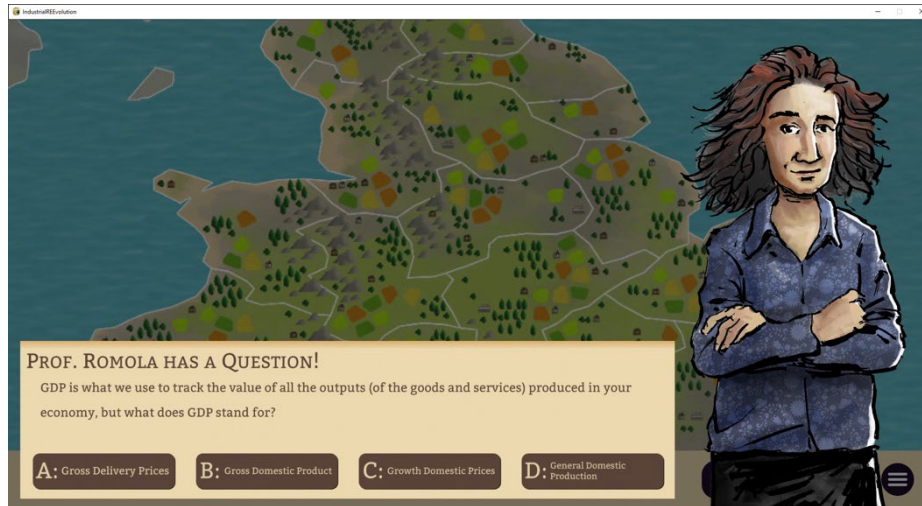 IndustrialREEvolution
Prof. Romola has a Question!
GDP is what we use to track the value of all the outputs (of the goods and services) produced in your
economy, but what does GDP stand for?
A: Gross Delivery Prices
B: Gross Domestic Product
C: Growth Domestic Prices
D: General Domestic
Production